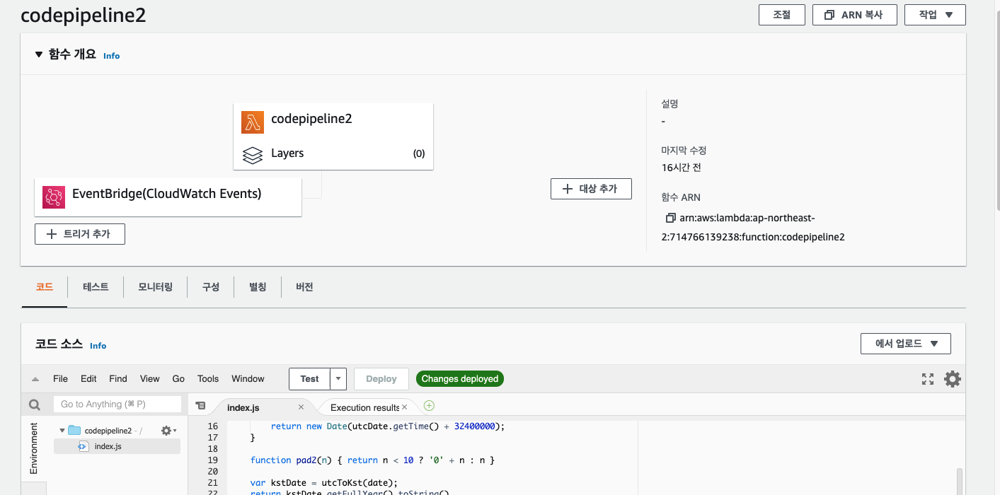 codepipeline2
조절
ARN 복사
작업
함수 개요 Info
codepipeline2
Layers (0)
EventBridge(CloudWatch Events)
트리거 추가
대상 추가
설명
-
마지막 수정
16시간 전
함수 ARN
arn:aws:lambda:ap-northeast-
2:714766139238:function:codepipeline2
코드 테스트 모니터링 구성 별칭 버전
코드 소스 Info
에서 업로드
File Edit Find View Go Tools Window Test Deploy Changes deployed
Go to Anything (⌘ P)
index.js × Execution results ×
Environment
codepipeline2 - /
index.js
16 return new Date(utcDate.getTime() + 32400000);
17 }
18
19 function pad2(n) { return n < 10 ? '0' + n : n }
20
21 var kstDate = utcToKst(date);
22 return kstDate.getFullYear().toString()